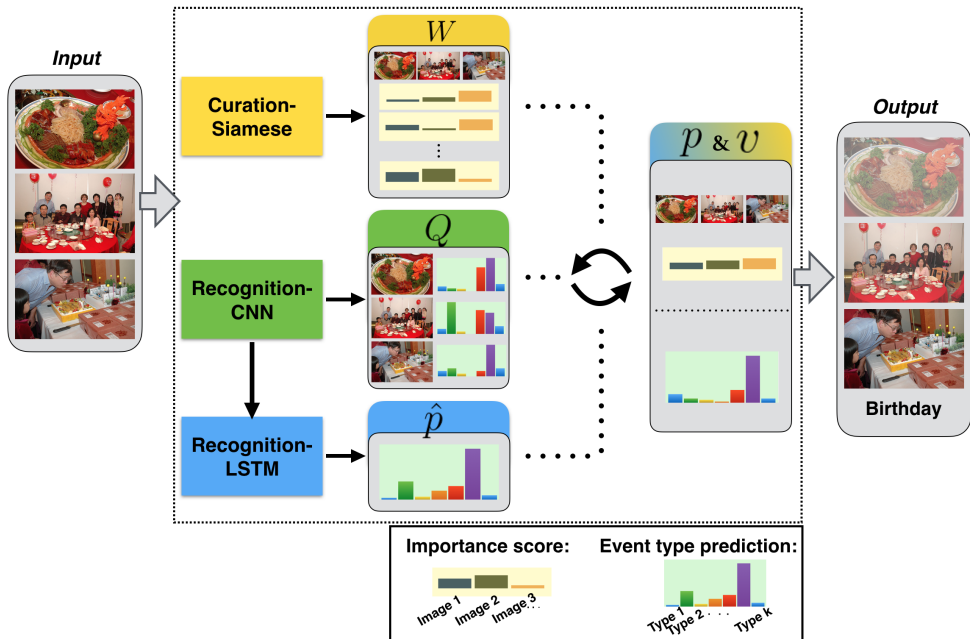 Input
Curation-
Siamese
W
Recognition-
CNN
Q
Recognition-
LSTM
p̂
p & v
Output
Birthday
Importance score:
Image 1
Image 2
Image 3
...
Event type prediction:
Type 1
Type 2
. . .
Type k